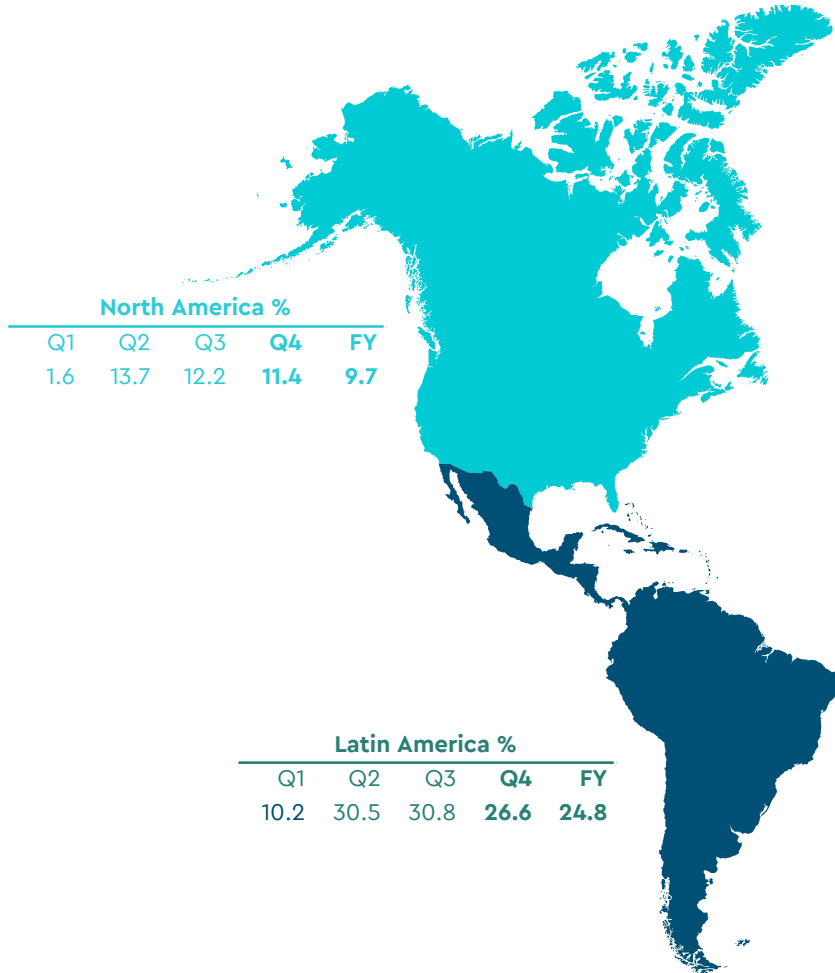 North America %
Q1 Q2 Q3 Q4 FY
1.6 13.7 12.2 11.4 9.7
Latin America %
Q1 Q2 Q3 Q4 FY
10.2 30.5 30.8 26.6 24.8